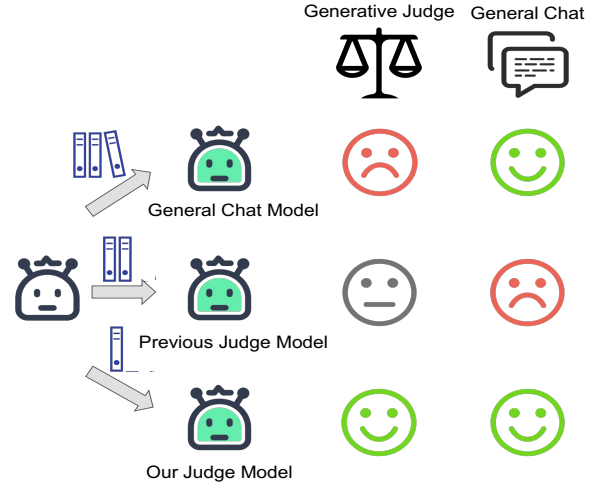 Generative Judge
General Chat
General Chat Model
Previous Judge Model
Our Judge Model